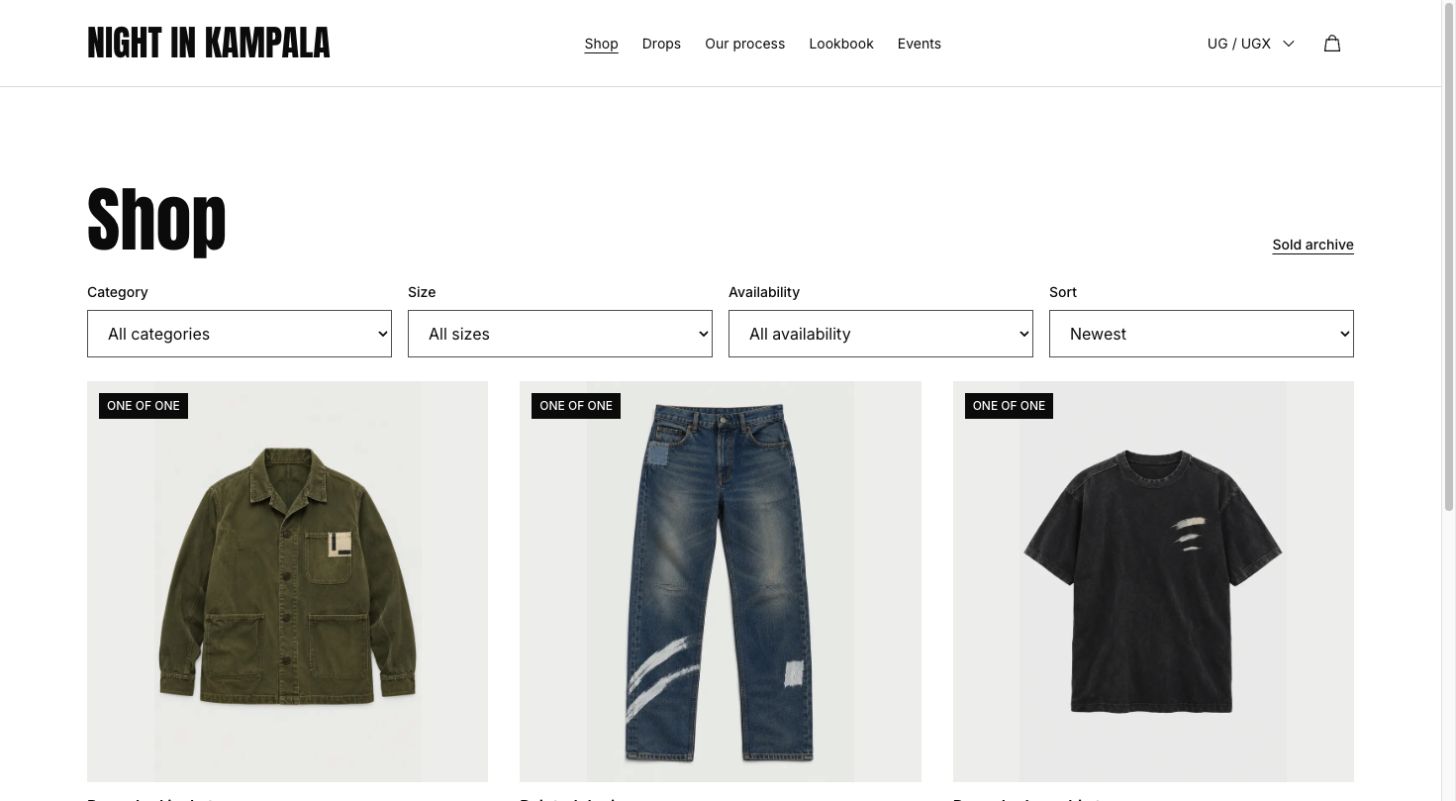 NIGHT IN KAMPALA
Shop Drops Our process Lookbook Events
UG / UGX
Shop
Sold archive
Category Size Availability Sort
All categories All sizes All availability Newest
ONE OF ONE ONE OF ONE ONE OF ONE